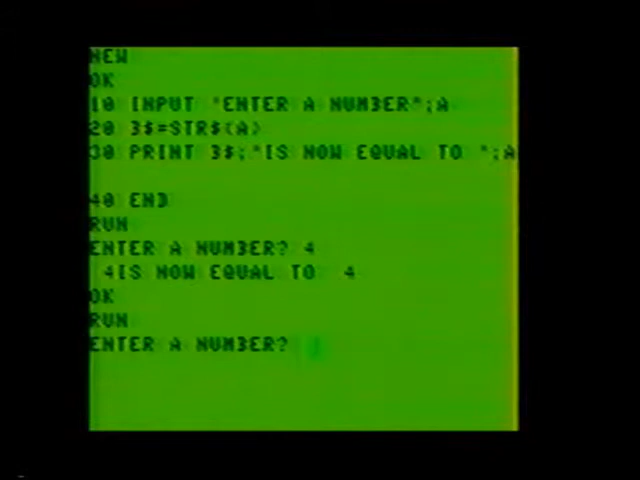 NEW
OK
10 INPUT "ENTER A NUMBER";A
20 B$=STR$(A)
30 PRINT B$;"IS NOW EQUAL TO ";A
40 END
RUN
ENTER A NUMBER? 4
 4IS NOW EQUAL TO  4
OK
RUN
ENTER A NUMBER?